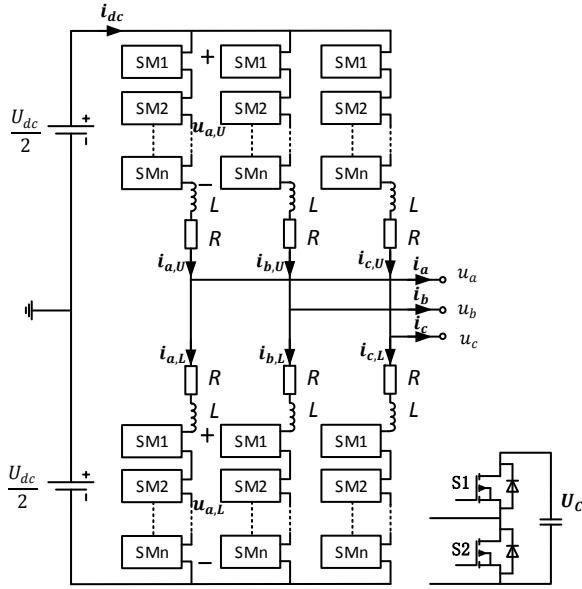 i_dc
SM1 + SM1 SM1
U_dc/2 + -
SM2 SM2 SM2
u_a,U
SMn - SMn SMn
L L L
R R R
i_a,U i_b,U i_c,U i_a u_a
i_b u_b
i_c u_c
i_a,L i_b,L i_c,L
R R R
L L L
SM1 + SM1 SM1
U_dc/2 + -
SM2 SM2 SM2
u_a,L
SMn - SMn SMn
S1
U_C
S2